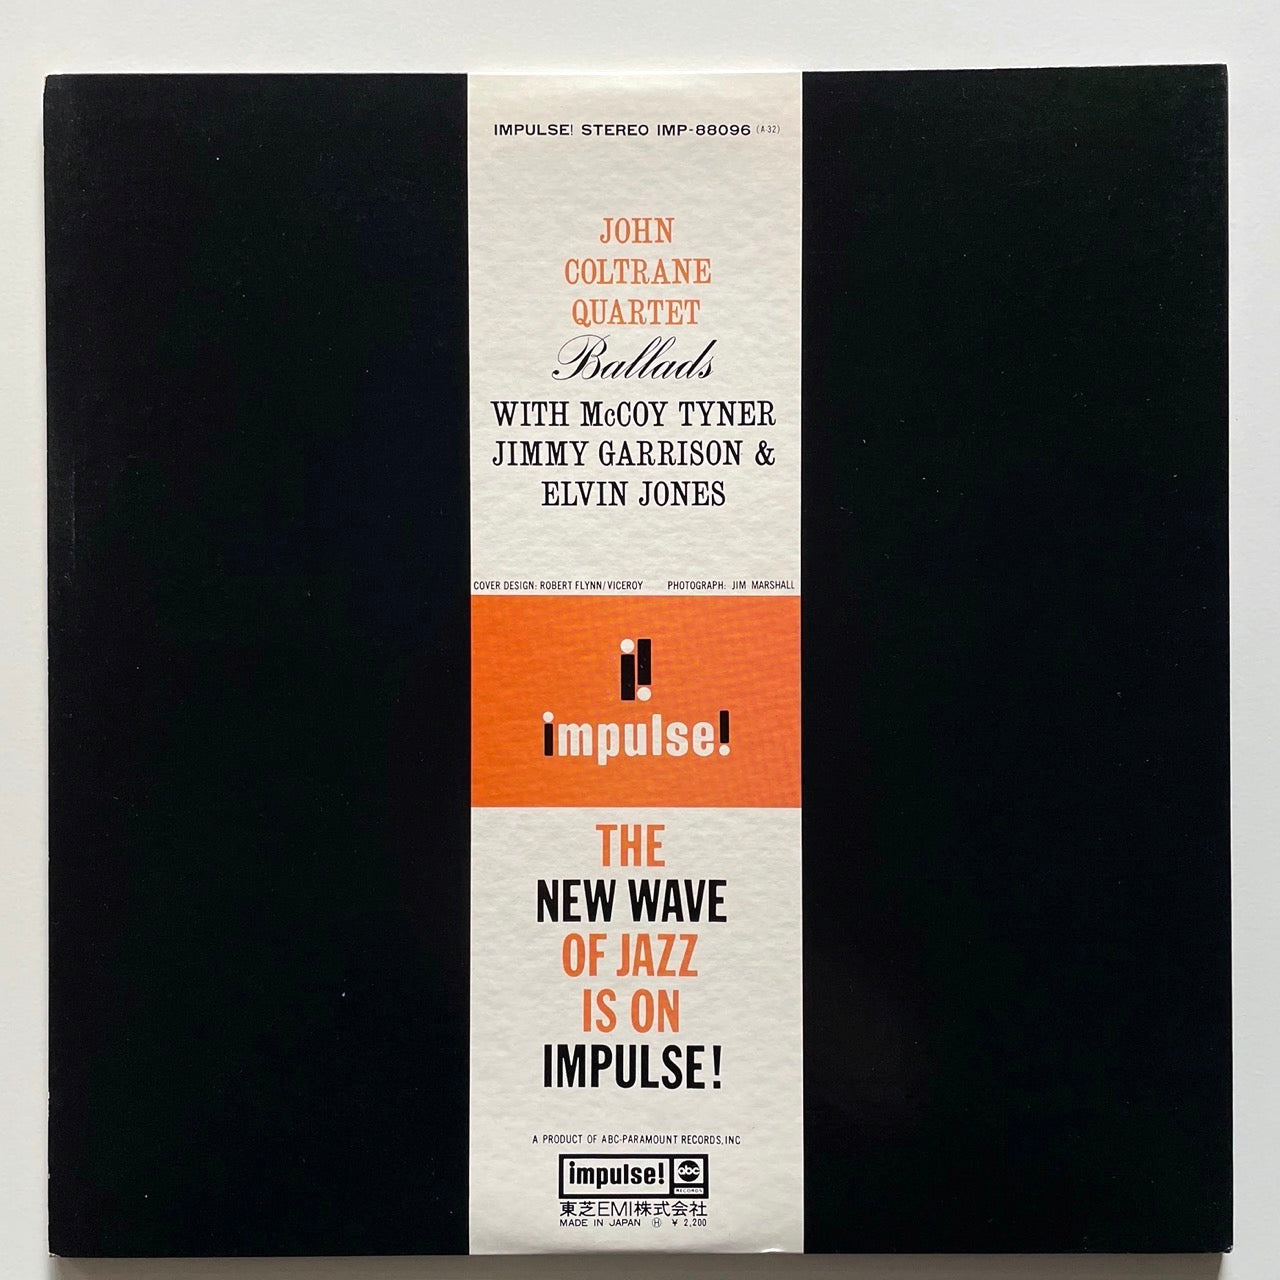 IMPULSE! STEREO IMP-88096 (A-32)
JOHN
COLTRANE
QUARTET
Ballads
WITH McCOY TYNER
JIMMY GARRISON &
ELVIN JONES
COVER DESIGN: ROBERT FLYNN/VICEROY PHOTOGRAPH: JIM MARSHALL
i!
impulse!
THE
NEW WAVE
OF JAZZ
IS ON
IMPULSE!
A PRODUCT OF ABC-PARAMOUNT RECORDS, INC
impulse! abc
RECORDS
東芝EMI株式会社
MADE IN JAPAN Ⓗ ¥ 2,200